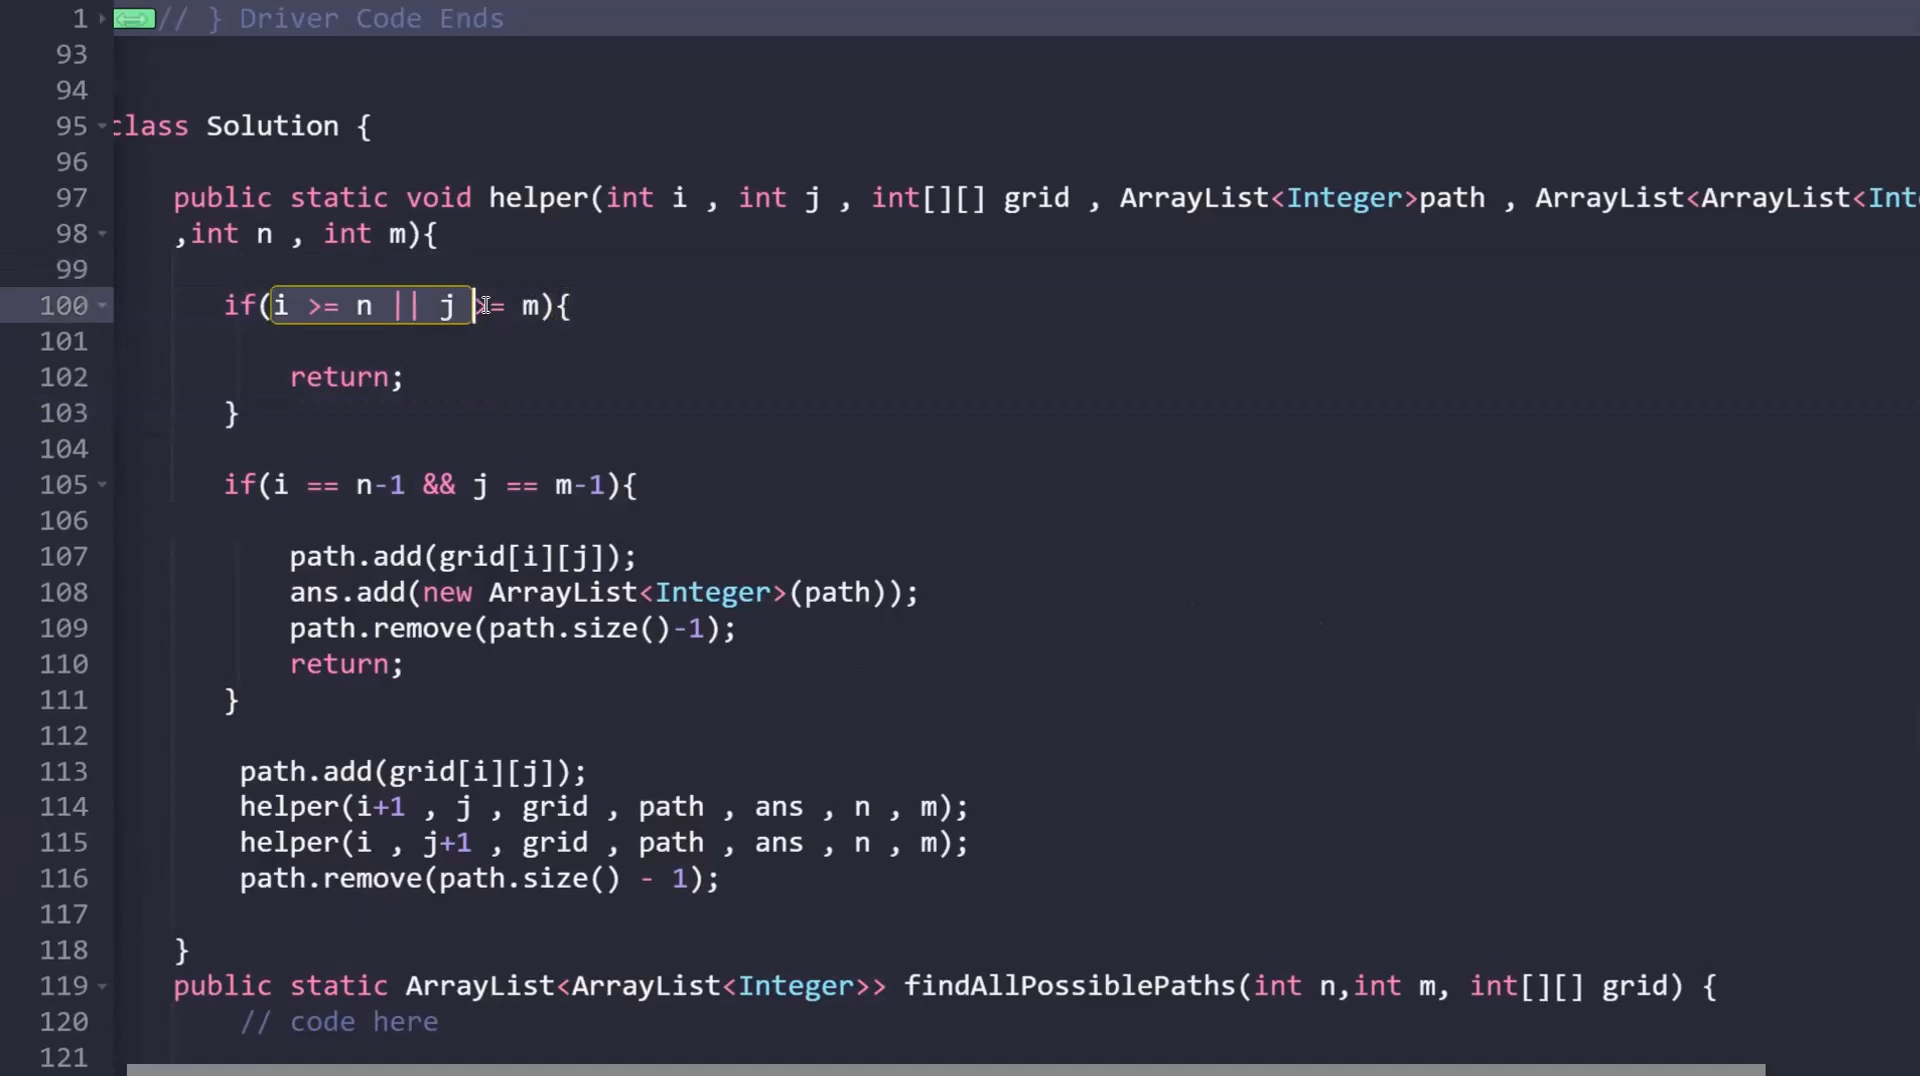 1 // } Driver Code Ends
93
94
95 class Solution {
96
97 public static void helper(int i , int j , int[][] grid , ArrayList<Integer>path , ArrayList<ArrayList<Int
98 ,int n , int m){
99
100 if(i >= n || j >= m){
101
102 return;
103 }
104
105 if(i == n-1 && j == m-1){
106
107 path.add(grid[i][j]);
108 ans.add(new ArrayList<Integer>(path));
109 path.remove(path.size()-1);
110 return;
111 }
112
113 path.add(grid[i][j]);
114 helper(i+1 , j , grid , path , ans , n , m);
115 helper(i , j+1 , grid , path , ans , n , m);
116 path.remove(path.size() - 1);
117
118 }
119 public static ArrayList<ArrayList<Integer>> findAllPossiblePaths(int n,int m, int[][] grid) {
120 // code here
121